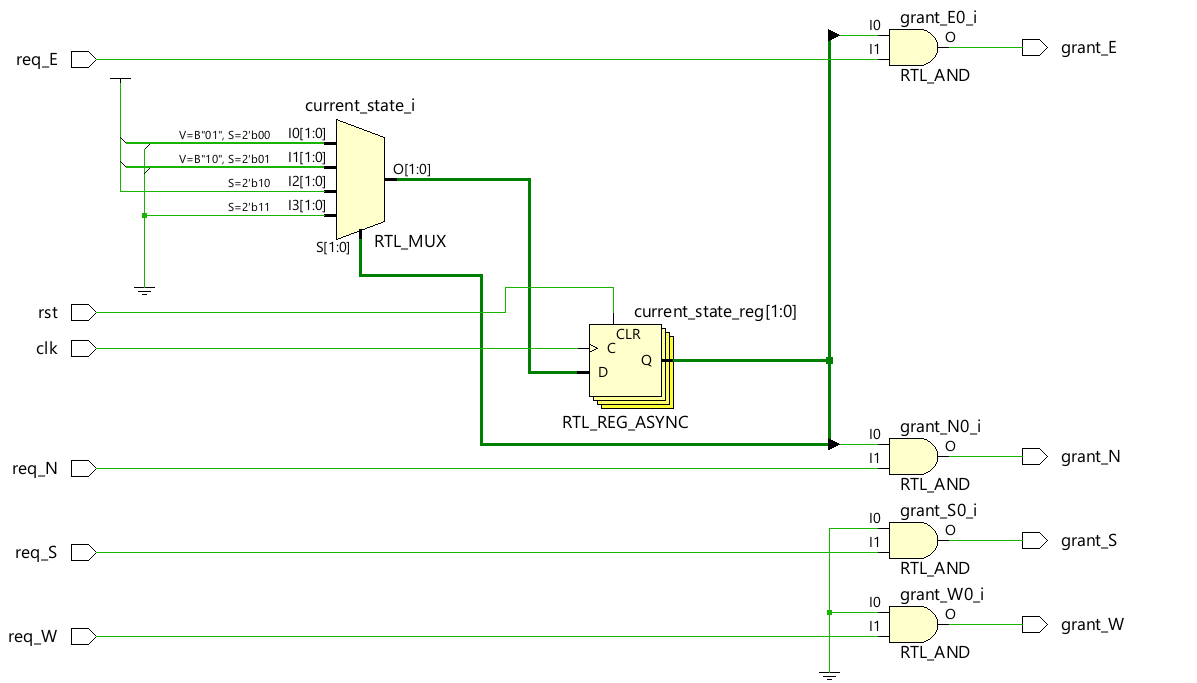 grant_E0_i
I0
O
req_E
I1
grant_E
RTL_AND
current_state_i
V=B"01", S=2'b00 I0[1:0]
V=B"10", S=2'b01 I1[1:0]
O[1:0]
S=2'b10 I2[1:0]
S=2'b11 I3[1:0]
S[1:0]
RTL_MUX
rst
current_state_reg[1:0]
CLR
clk
C
Q
D
RTL_REG_ASYNC
grant_N0_i
I0
O
req_N
I1
grant_N
RTL_AND
grant_S0_i
I0
O
req_S
I1
grant_S
RTL_AND
grant_W0_i
I0
O
req_W
I1
grant_W
RTL_AND